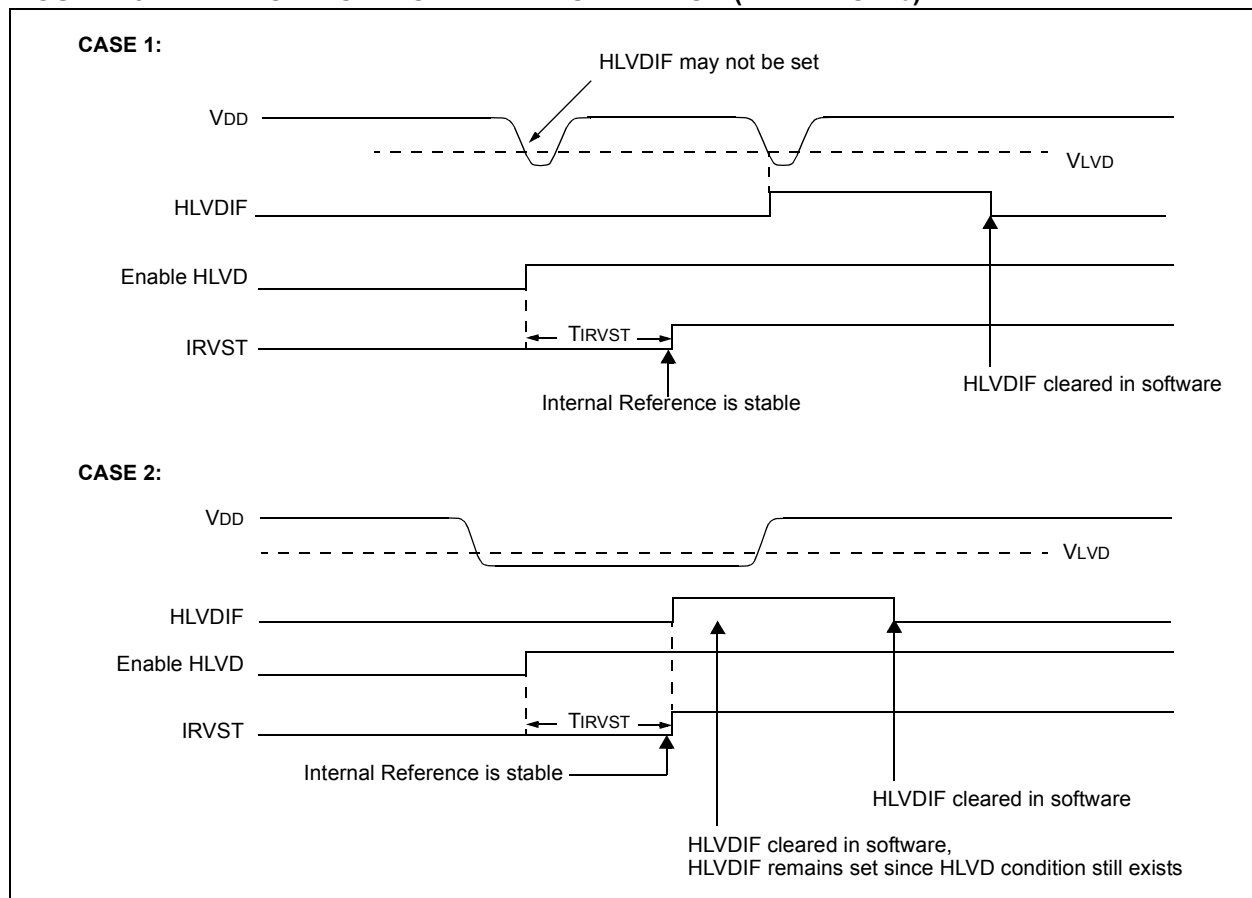 CASE 1:
HLVDIF may not be set
VDD
VLVD
HLVDIF
Enable HLVD
TIRVST
IRVST
HLVDIF cleared in software
Internal Reference is stable
CASE 2:
VDD
VLVD
HLVDIF
Enable HLVD
TIRVST
IRVST
Internal Reference is stable
HLVDIF cleared in software
HLVDIF cleared in software,
HLVDIF remains set since HLVD condition still exists